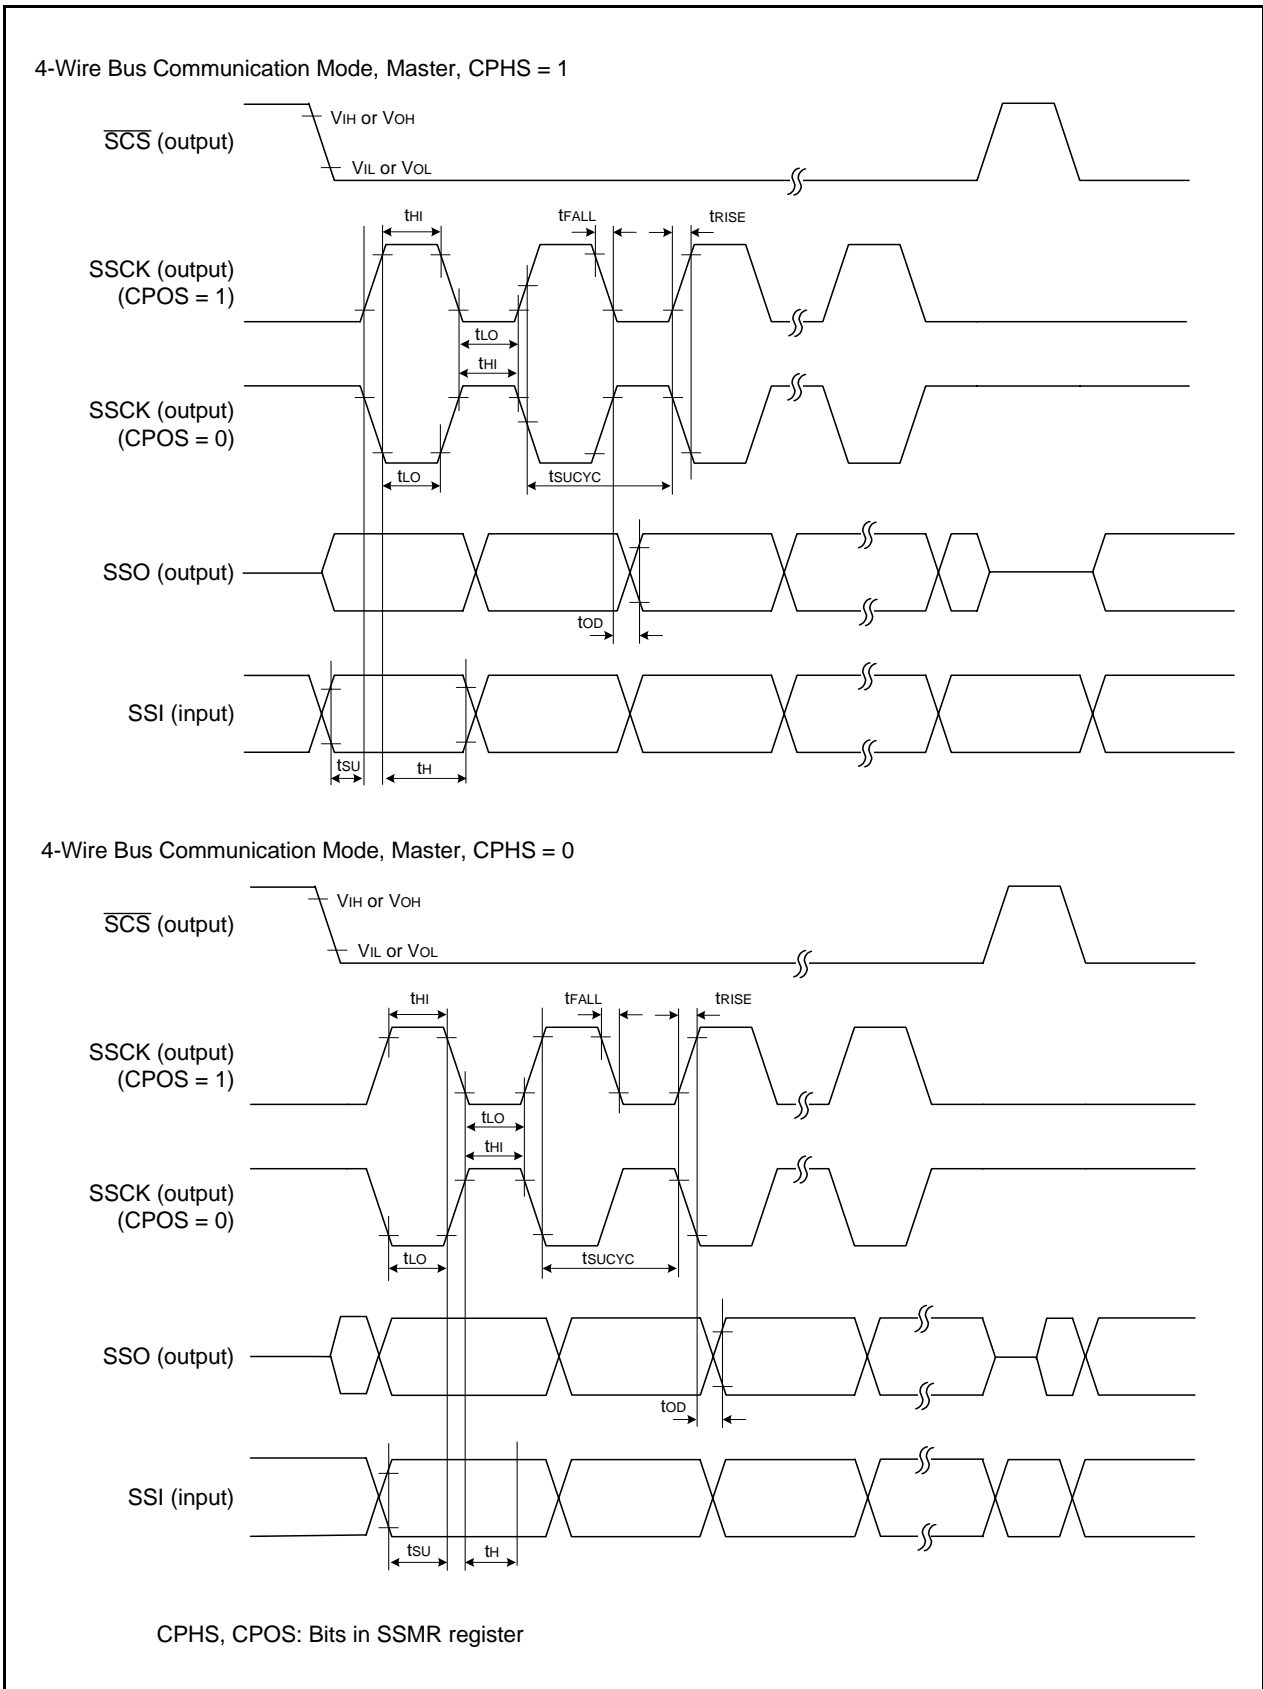 4-Wire Bus Communication Mode, Master, CPHS = 1
SCS (output)
VIH or VOH
VIL or VOL
tHI
tFALL
tRISE
SSCK (output)
(CPOS = 1)
tLO
tHI
SSCK (output)
(CPOS = 0)
tLO
tSUCYC
SSO (output)
tOD
SSI (input)
tSU
tH
4-Wire Bus Communication Mode, Master, CPHS = 0
SCS (output)
VIH or VOH
VIL or VOL
tHI
tFALL
tRISE
SSCK (output)
(CPOS = 1)
tLO
tHI
SSCK (output)
(CPOS = 0)
tLO
tSUCYC
SSO (output)
tOD
SSI (input)
tSU
tH
CPHS, CPOS: Bits in SSMR register